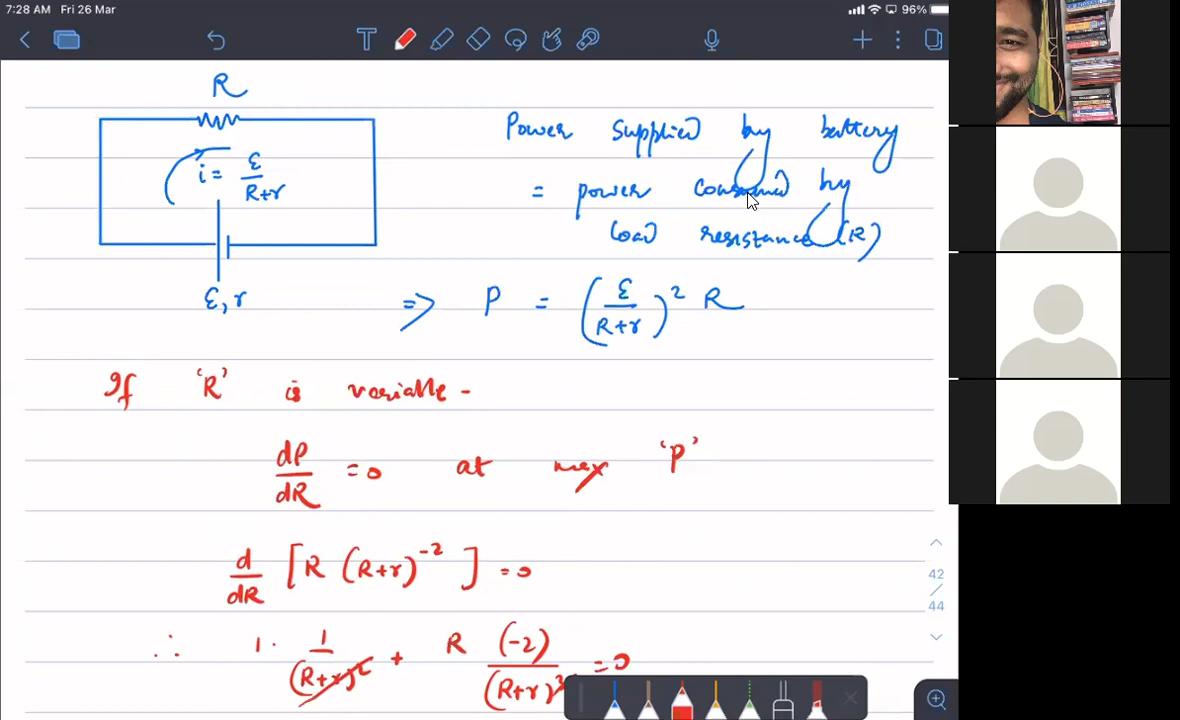 7:28 AM Fri 26 Mar
96%
R
i = ε/(R+r)
ε, r
Power supplied by battery
= power consumed by
load resistance (R)
=> P = (ε/(R+r))² R
If 'R' is variable -
dP/dR = 0 at max 'P'
d/dR [R (R+r)⁻²] = 0
∴ 1. 1/(R+r)² + R (-2)/(R+r)³ = 0
42
/
44